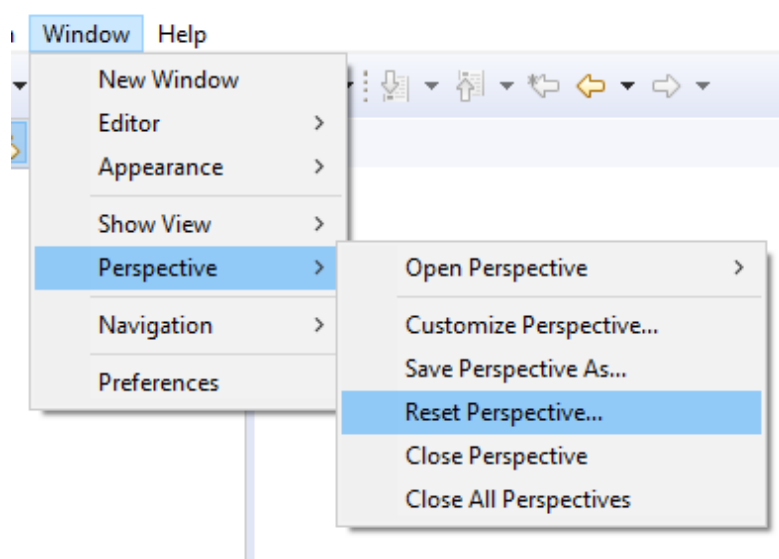 Window Help
New Window
Editor
Appearance
Show View
Perspective
Navigation
Preferences
Open Perspective
Customize Perspective...
Save Perspective As...
Reset Perspective...
Close Perspective
Close All Perspectives